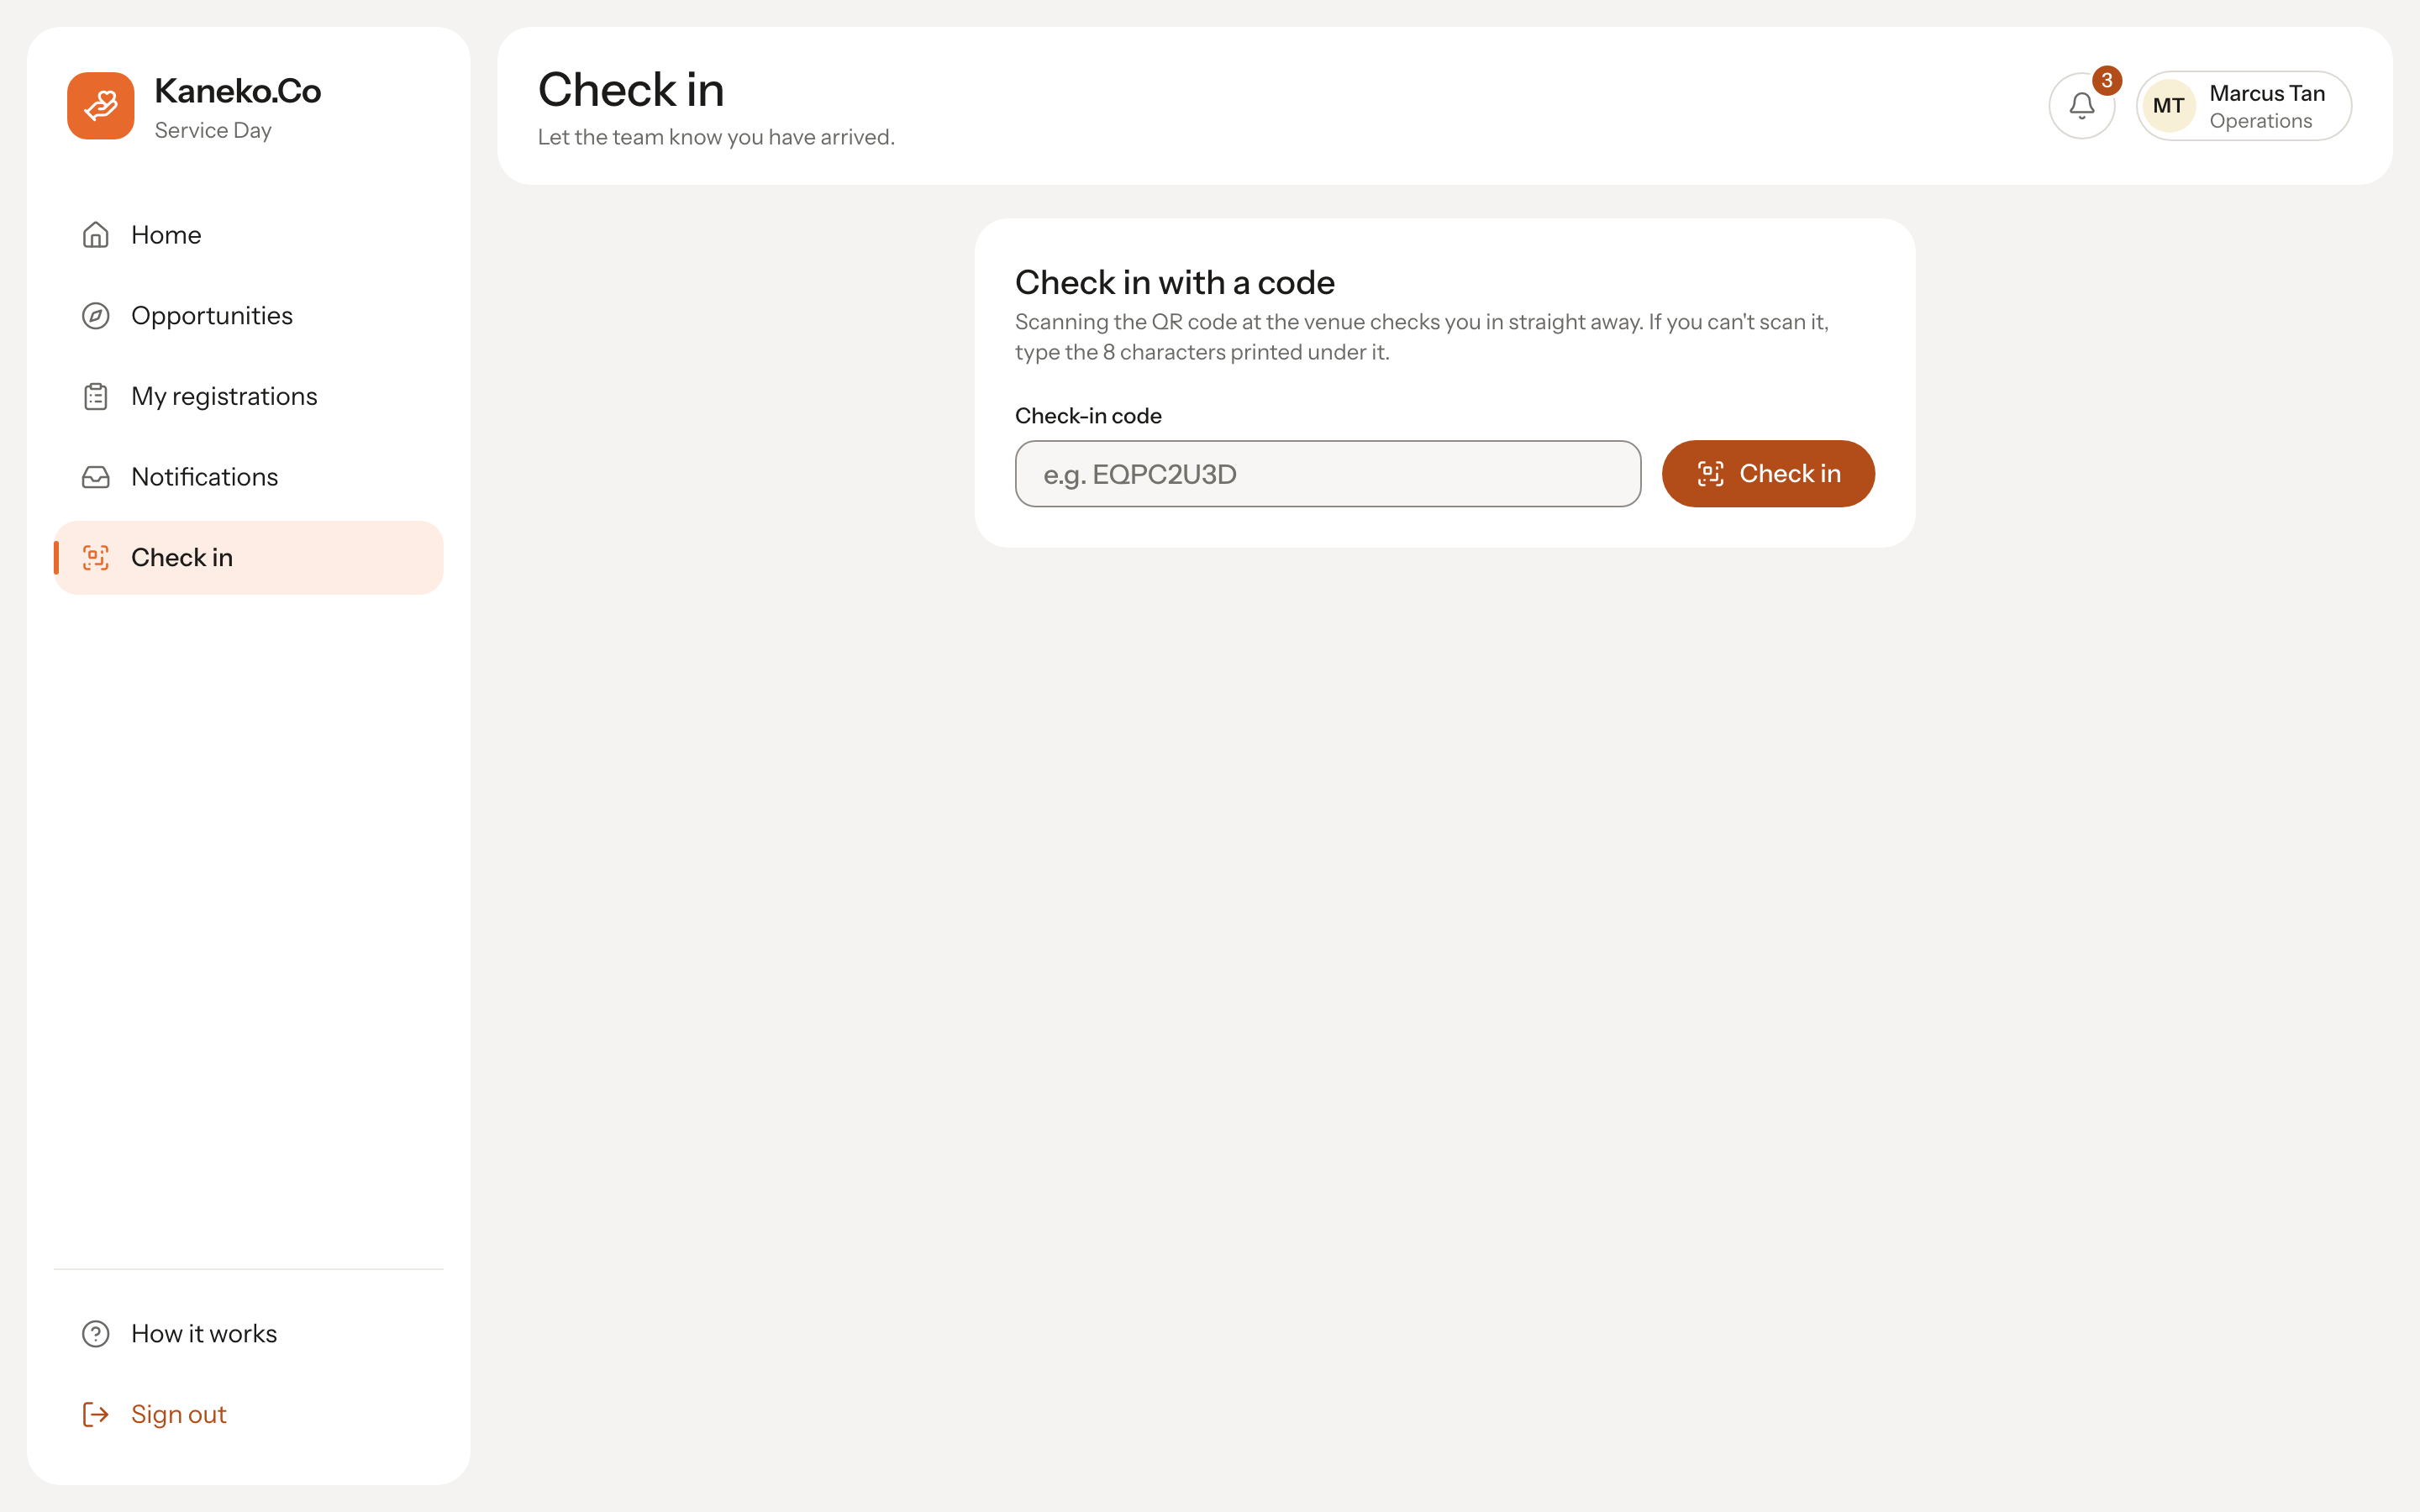 Kaneko.Co
Service Day
Home
Opportunities
My registrations
Notifications
Check in
How it works
Sign out
Check in
Let the team know you have arrived.
3
MT
Marcus Tan
Operations
Check in with a code
Scanning the QR code at the venue checks you in straight away. If you can't scan it,
type the 8 characters printed under it.
Check-in code
e.g. EQPC2U3D
Check in